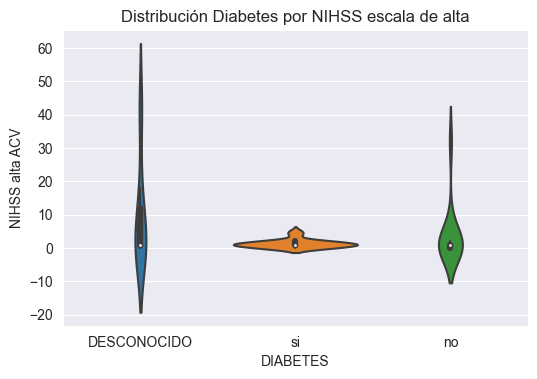 Distribución Diabetes por NIHSS escala de alta
60
50
40
30
20
10
0
−10
−20
NIHSS alta ACV
DESCONOCIDO si no
DIABETES